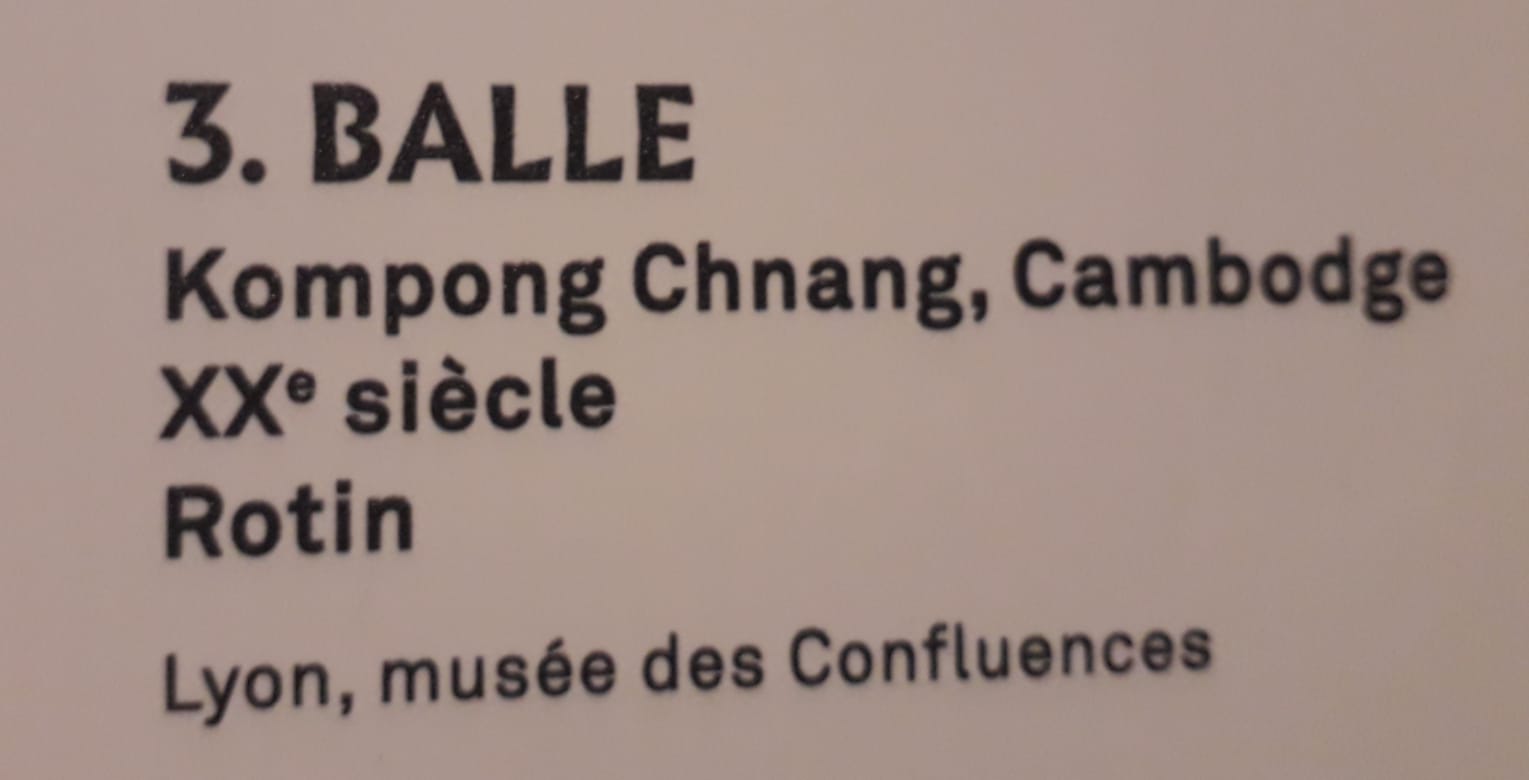 3. BALLE
Kompong Chnang, Cambodge
XXᵉ siècle
Rotin
Lyon, musée des Confluences